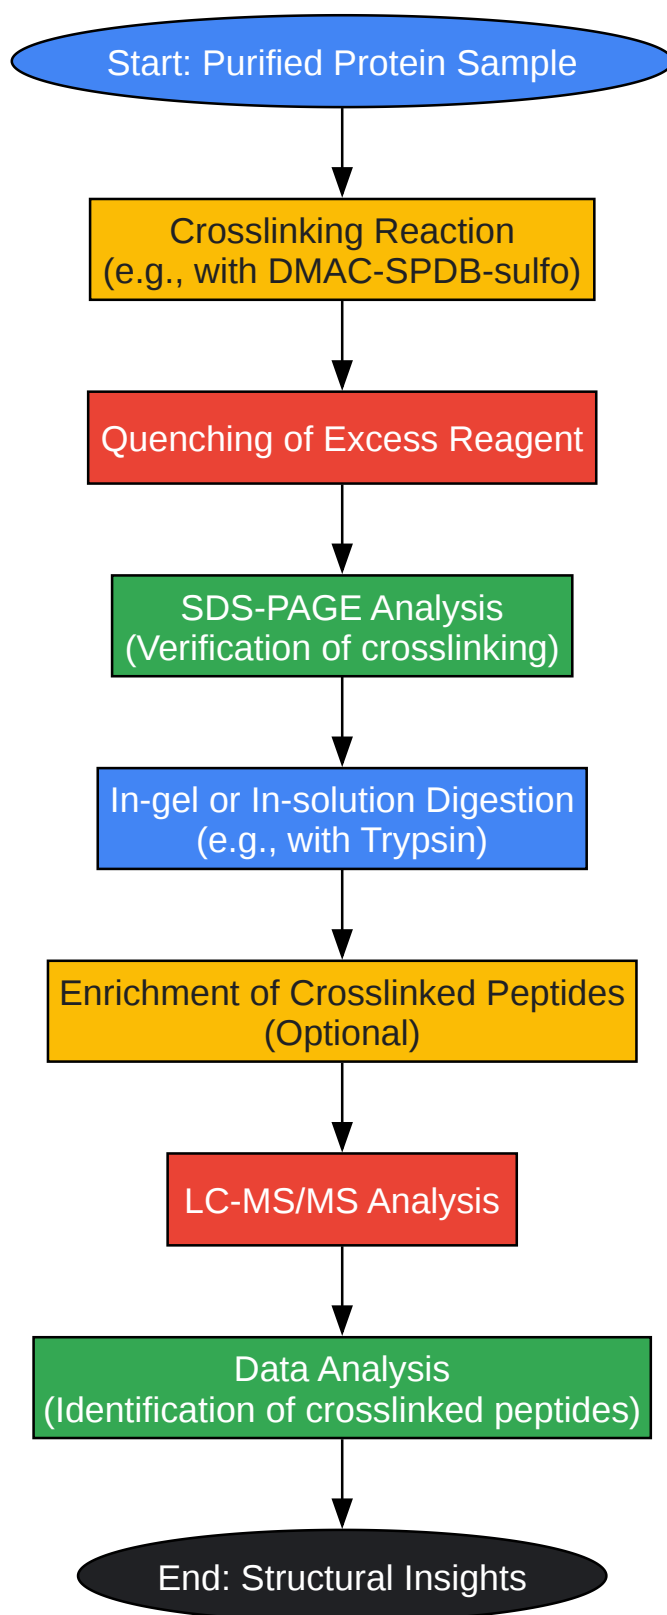 Start: Purified Protein Sample
Crosslinking Reaction
(e.g., with DMAC-SPDB-sulfo)
Quenching of Excess Reagent
SDS-PAGE Analysis
(Verification of crosslinking)
In-gel or In-solution Digestion
(e.g., with Trypsin)
Enrichment of Crosslinked Peptides
(Optional)
LC-MS/MS Analysis
Data Analysis
(Identification of crosslinked peptides)
End: Structural Insights